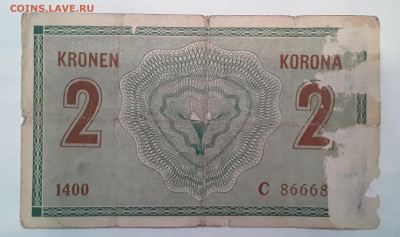 COINS.LAVE.RU
KRONEN KORONA
2 2
1400 C 86668